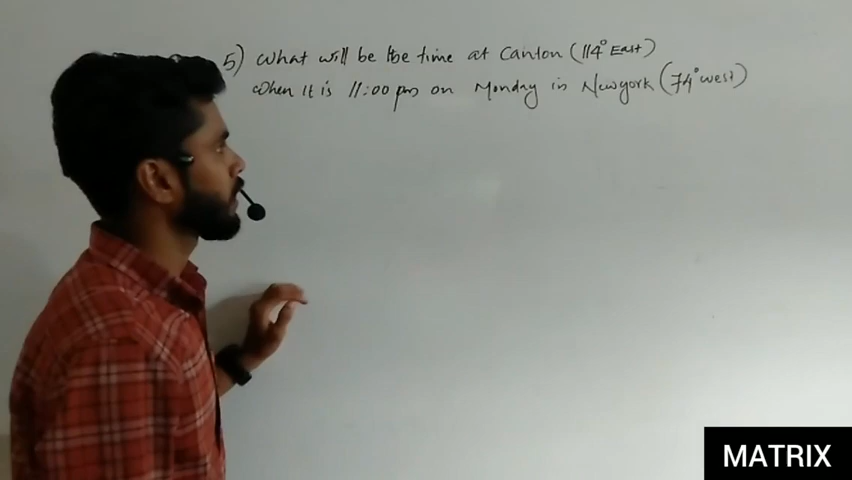 5) What will be the time at Canton (114° East)
When it is 11:00 pm on Monday in Newyork (74° west)
MATRIX